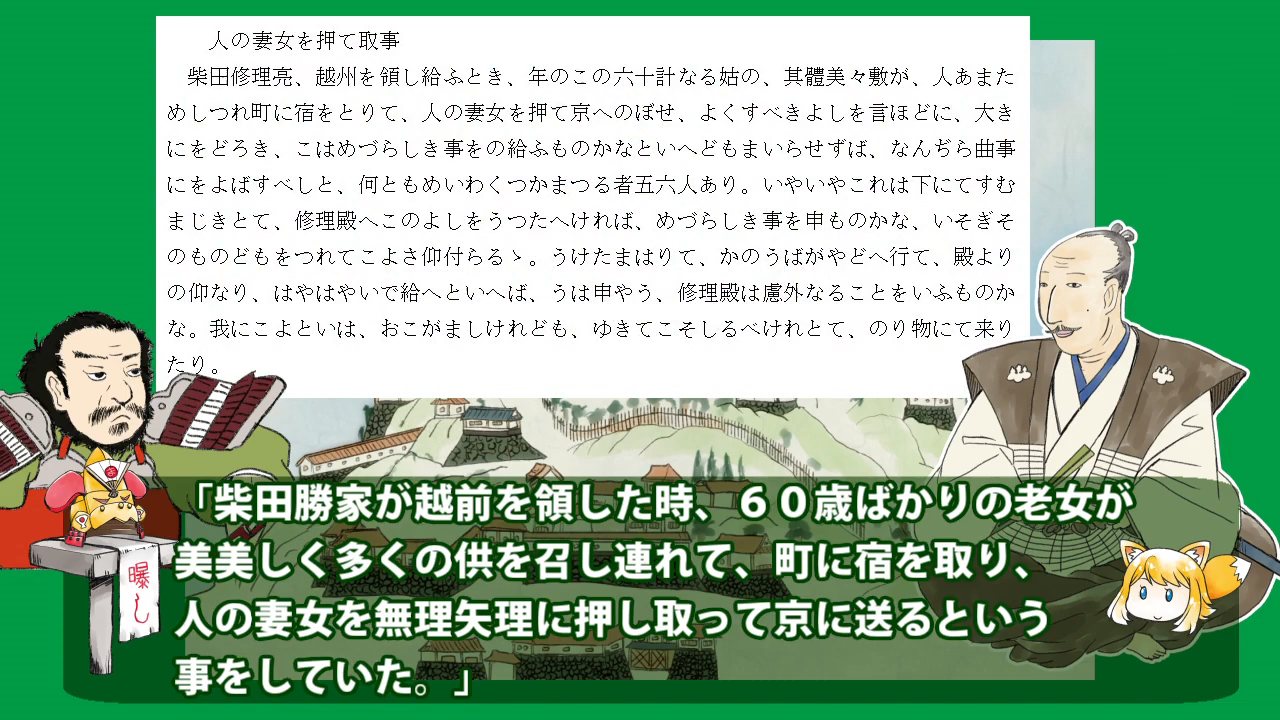 人の妻女を押て取事
柴田修理亮、越州を領し給ふとき、年のこの六十計なる姑の、其體美々敷が、人あまた
めしつれ町に宿をとりて、人の妻女を押て京へのぼせ、よくすべきよしを言ほどに、大き
にをどろき、こはめづらしき事をの給ふものかなといへどもまいらせずば、なんぢら曲事
にをよばすべしと、何ともめいわくつかまつる者五六人あり。いやいやこれは下にてすむ
まじきとて、修理殿へこのよしをうつたへければ、めづらしき事を申ものかな、いそぎそ
のものどもをつれてこよさ仰付らるゝ。うけたまはりて、かのうばがやどへ行て、殿より
の仰なり、はやはやいで給へといへば、うは申やう、修理殿は慮外なることをいふものか
な。我にこよといは、おこがましけれども、ゆきてこそしるべけれとて、のり物にて来り
たり。
「柴田勝家が越前を領した時、６０歳ばかりの老女が
美美しく多くの供を召し連れて、町に宿を取り、
人の妻女を無理矢理に押し取って京に送るという
事をしていた。」
曝し